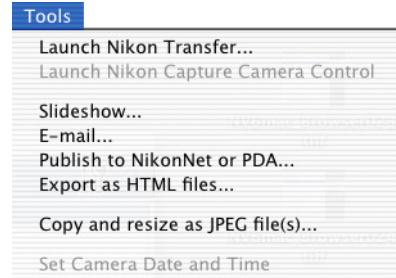 Tools
Launch Nikon Transfer...
Launch Nikon Capture Camera Control
Slideshow...
E-mail...
Publish to NikonNet or PDA...
Export as HTML files...
Copy and resize as JPEG file(s)...
Set Camera Date and Time